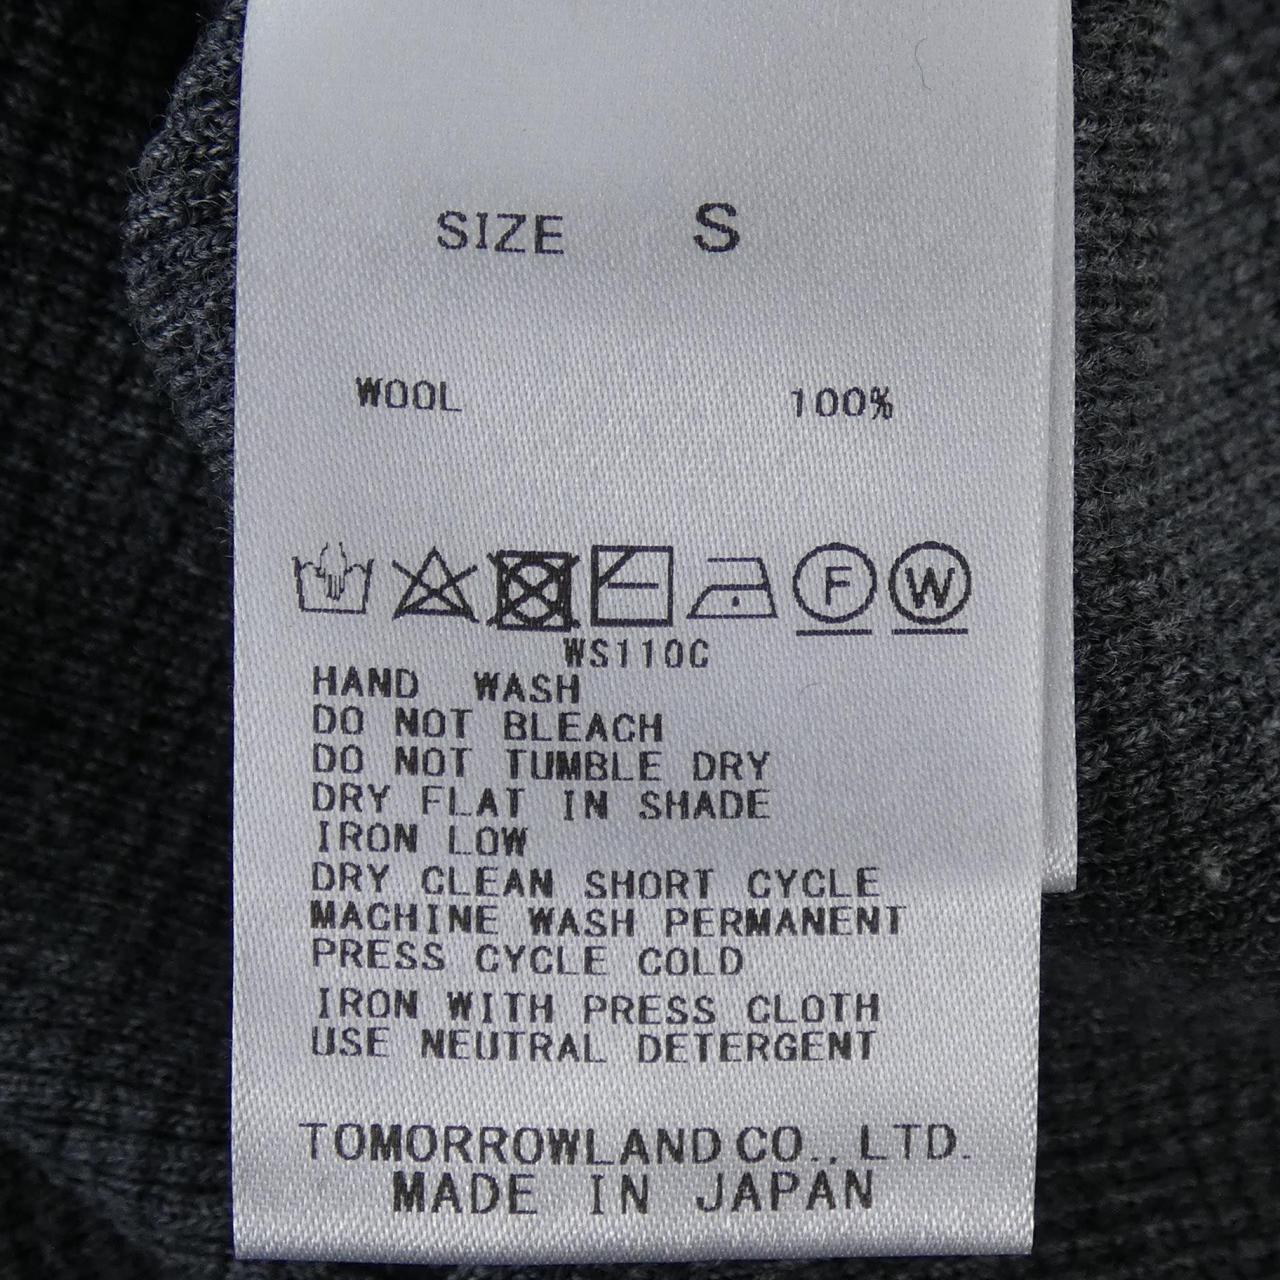 SIZE S
WOOL 100%
F W
WS110C
HAND WASH
DO NOT BLEACH
DO NOT TUMBLE DRY
DRY FLAT IN SHADE
IRON LOW
DRY CLEAN SHORT CYCLE
MACHINE WASH PERMANENT
PRESS CYCLE COLD
IRON WITH PRESS CLOTH
USE NEUTRAL DETERGENT
TOMORROWLAND CO., LTD.
MADE IN JAPAN